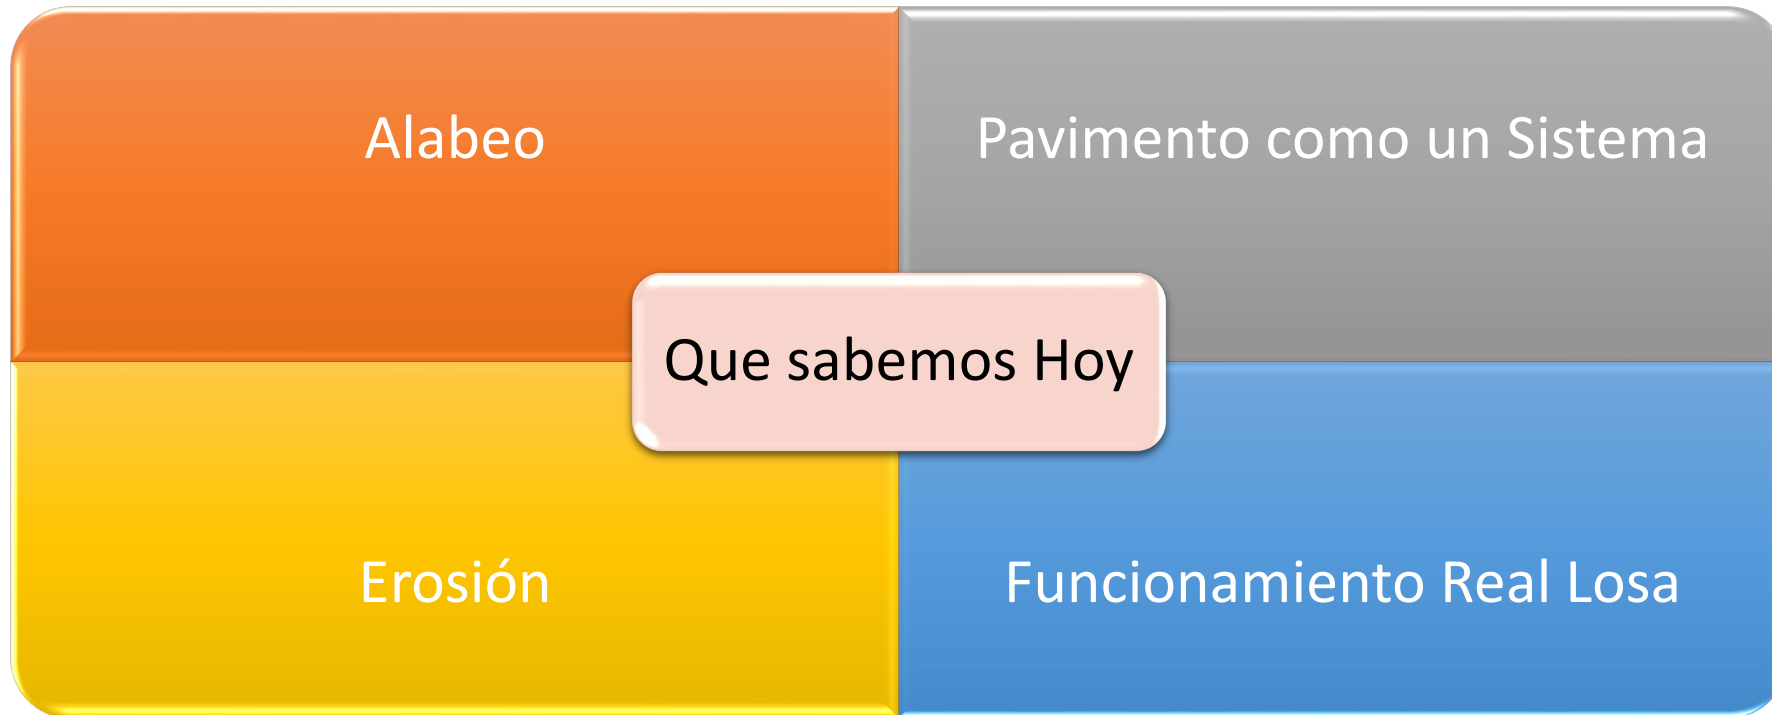 Alabeo
Pavimento como un Sistema
Que sabemos Hoy
Erosión
Funcionamiento Real Losa